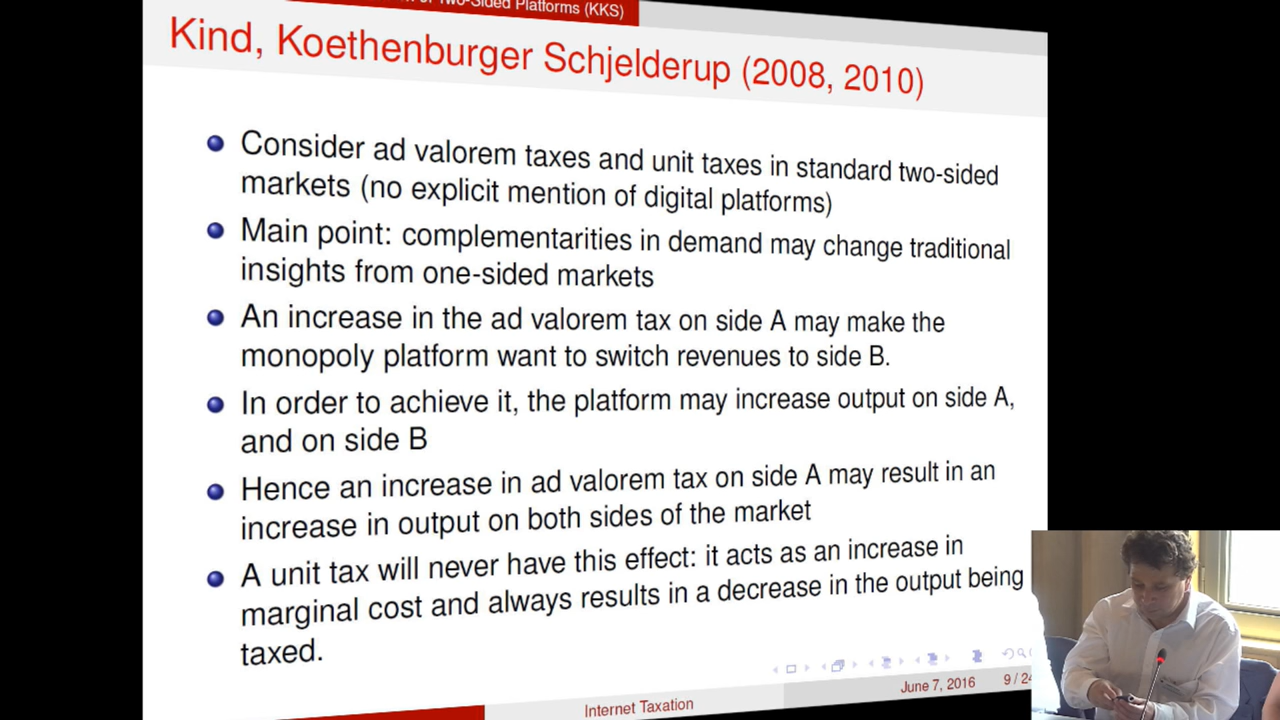 Two-Sided Platforms (KKS)
Kind, Koethenburger Schjelderup (2008, 2010)
Consider ad valorem taxes and unit taxes in standard two-sided
markets (no explicit mention of digital platforms)
Main point: complementarities in demand may change traditional
insights from one-sided markets
An increase in the ad valorem tax on side A may make the
monopoly platform want to switch revenues to side B.
In order to achieve it, the platform may increase output on side A,
and on side B
Hence an increase in ad valorem tax on side A may result in an
increase in output on both sides of the market
A unit tax will never have this effect: it acts as an increase in
marginal cost and always results in a decrease in the output being
taxed.
Internet Taxation
June 7, 2016
9 / 24